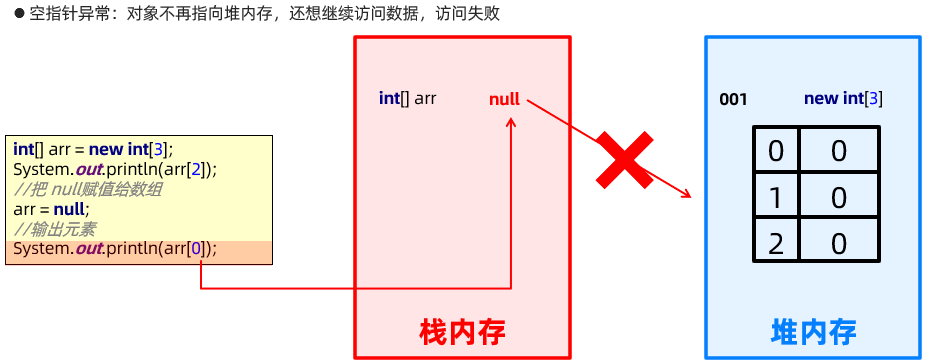 ● 空指针异常：对象不再指向堆内存，还想继续访问数据，访问失败
int[] arr = new int[3];
System.out.println(arr[2]);
//把 null赋值给数组
arr = null;
//输出元素
System.out.println(arr[0]);
int[] arr null
栈内存
001 new int[3]
0 0
1 0
2 0
堆内存